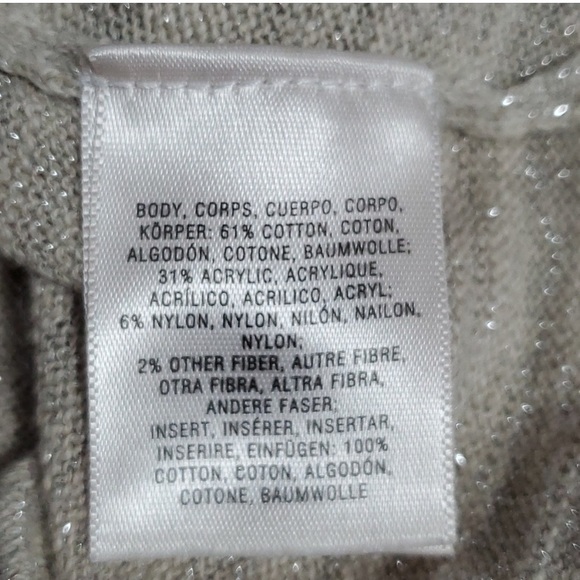 BODY, CORPS, CUERPO, CORPO,
KÖRPER: 61% COTTON, COTON,
ALGODÓN, COTONE, BAUMWOLLE;
31% ACRYLIC, ACRYLIQUE,
ACRÍLICO, ACRILICO, ACRYL;
6% NYLON, NYLON, NILÓN, NAILON,
NYLON;
2% OTHER FIBER, AUTRE FIBRE,
OTRA FIBRA, ALTRA FIBRA,
ANDERE FASER;
INSERT, INSÉRER, INSERTAR,
INSERIRE, EINFÜGEN: 100%
COTTON, COTON, ALGODÓN,
COTONE, BAUMWOLLE